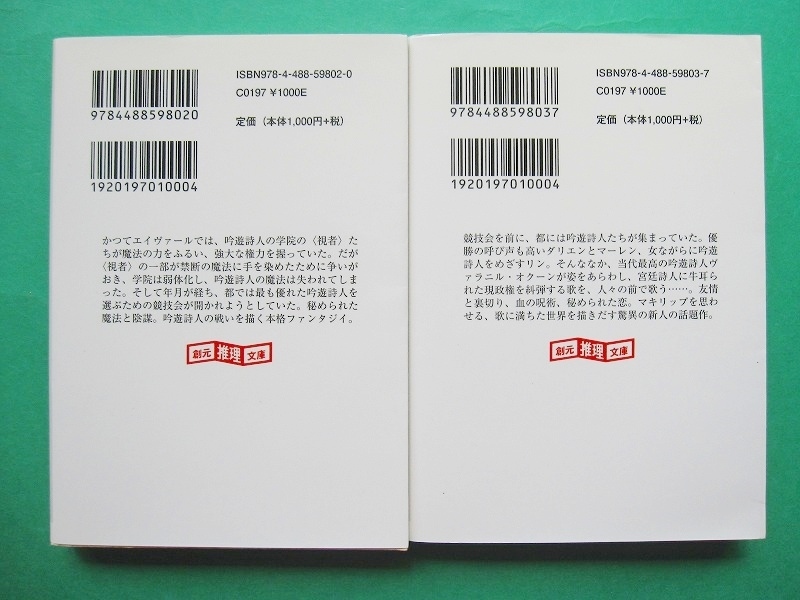 ISBN978-4-488-59802-0
C0197 ¥1000E
9784488598020
定価（本体1,000円+税）
1920197010004
かつてエイヴァールでは、吟遊詩人の学院の〈視者〉た
ちが魔法の力をふるい、強大な権力を握っていた。だが
〈視者〉の一部が禁断の魔法に手を染めたために争いが
おき、学院は弱体化し、吟遊詩人の魔法は失われてしま
った。そして年月が経ち、都では最も優れた吟遊詩人を
選ぶための競技会が開かれようとしていた。秘められた
魔法と陰謀。吟遊詩人の戦いを描く本格ファンタジイ。
創元推理文庫
ISBN978-4-488-59803-7
C0197 ¥1000E
9784488598037
定価（本体1,000円+税）
1920197010004
競技会を前に、都には吟遊詩人たちが集まっていた。優
勝の呼び声も高いダリエンとマーレン、女ながらに吟遊
詩人をめざすリン。そんななか、当代最高の吟遊詩人ヴ
ァラニル・オクーンが姿をあらわし、宮廷詩人に牛耳ら
れた現政権を糾弾する歌を、人々の前で歌う……。友情
と裏切り、血の呪術、秘められた恋。マキリップを思わ
せる、歌に満ちた世界を描きだす驚異の新人の話題作。
創元推理文庫